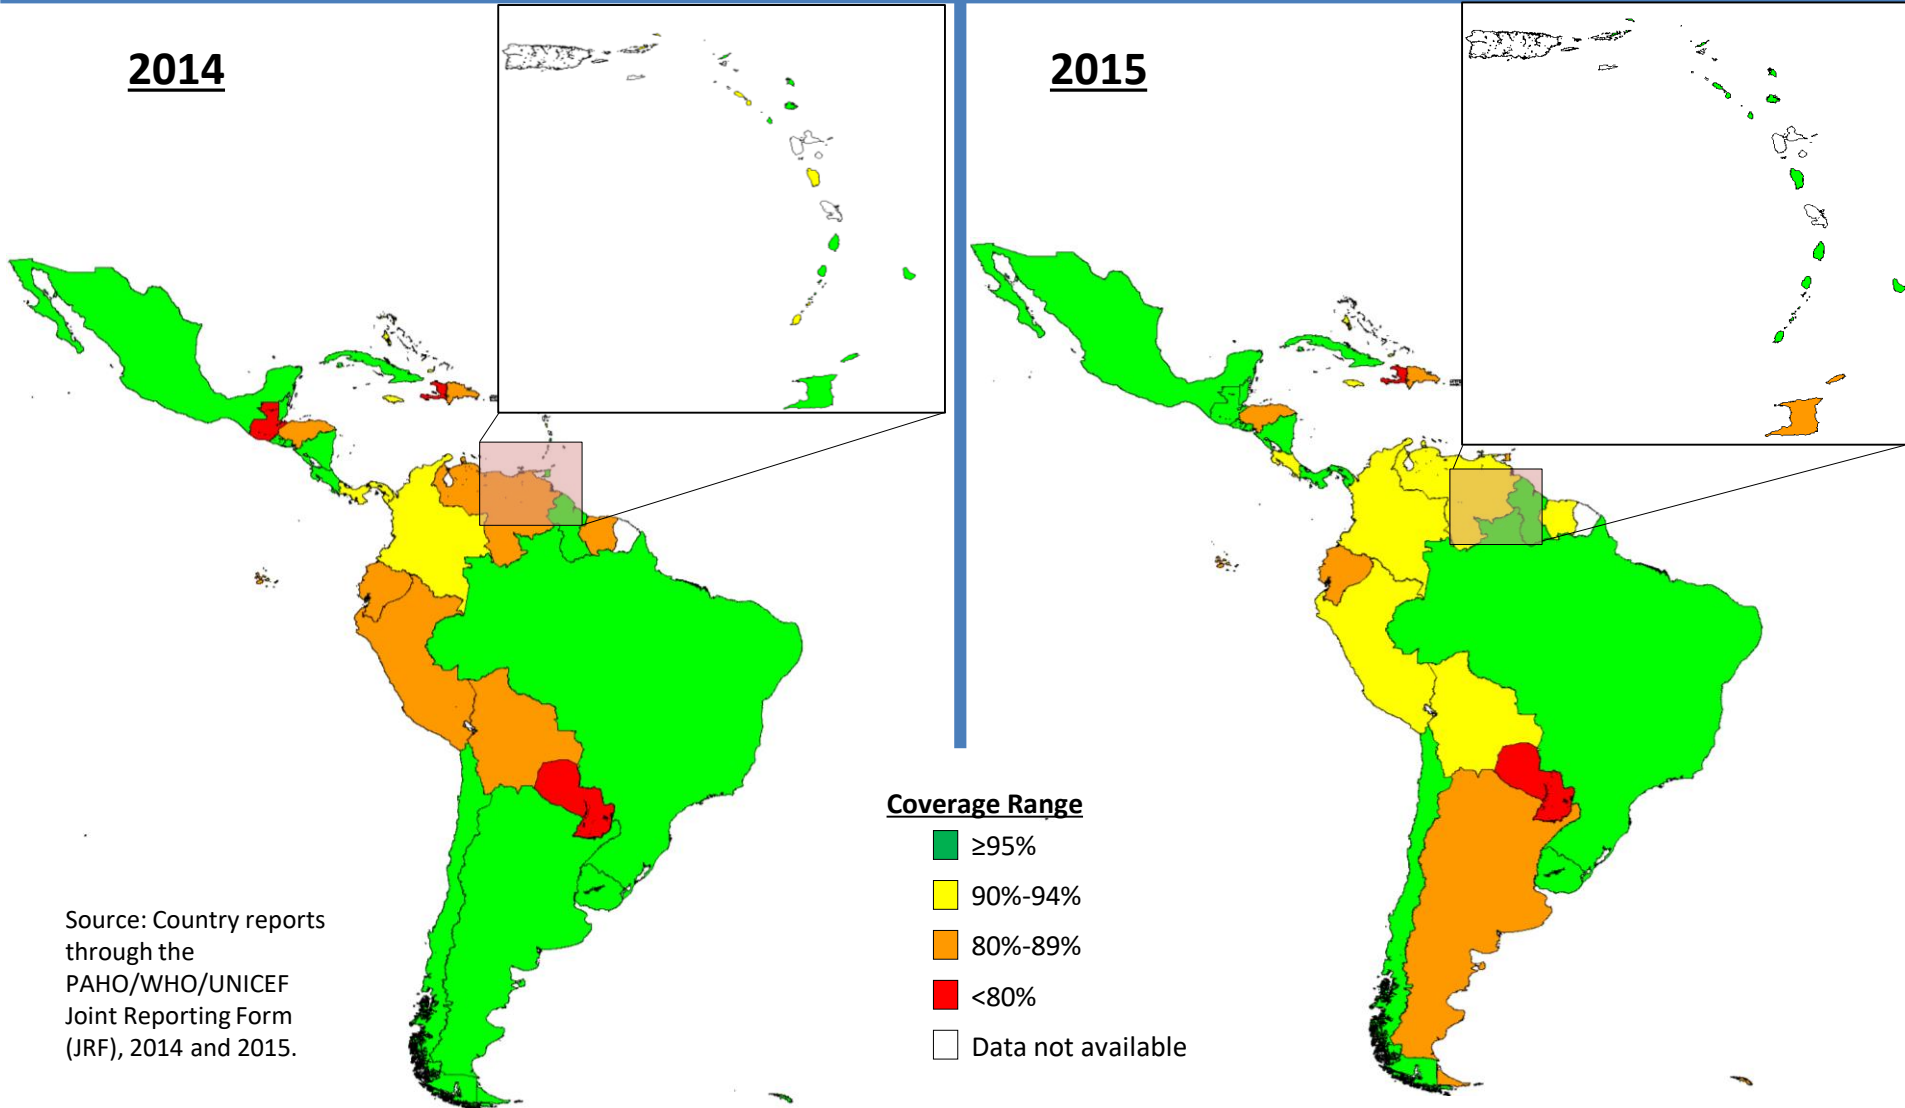 2014
2015
Coverage Range
≥95%
90%-94%
80%-89%
<80%
Data not available
Source: Country reports
through the
PAHO/WHO/UNICEF
Joint Reporting Form
(JRF), 2014 and 2015.